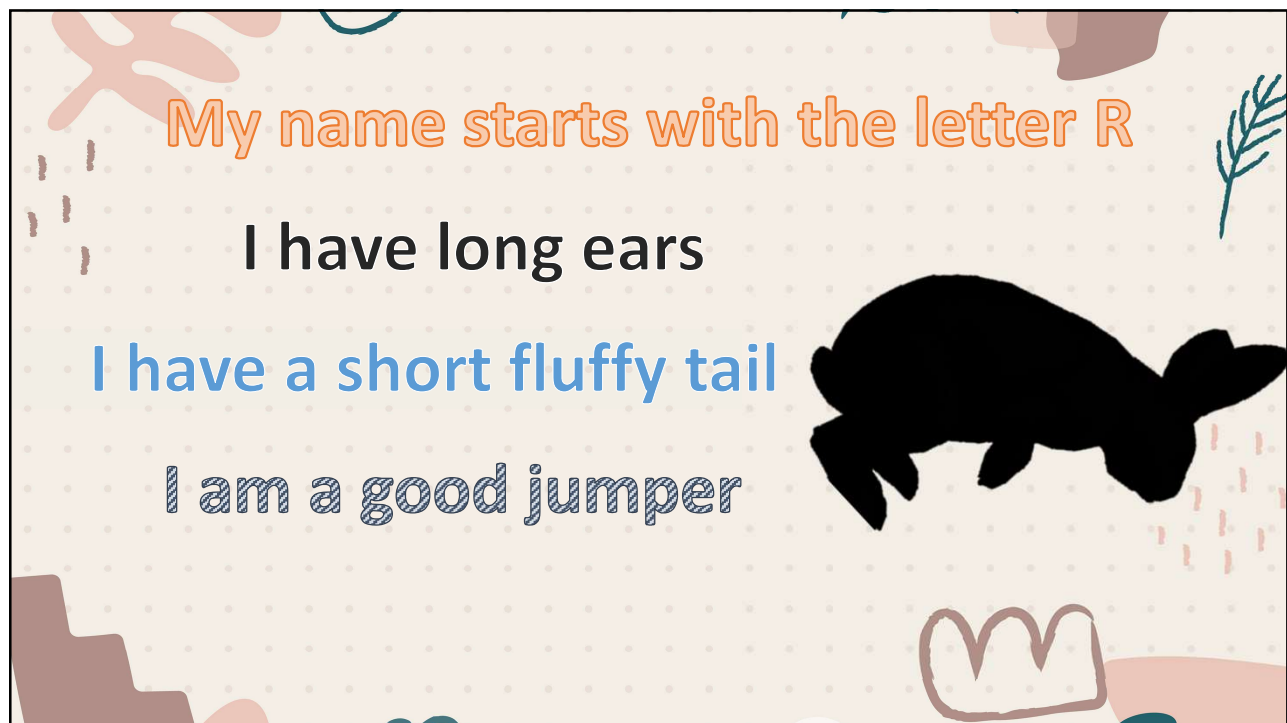 My name starts with the letter R
I have long ears
I have a short fluffy tail
I am a good jumper